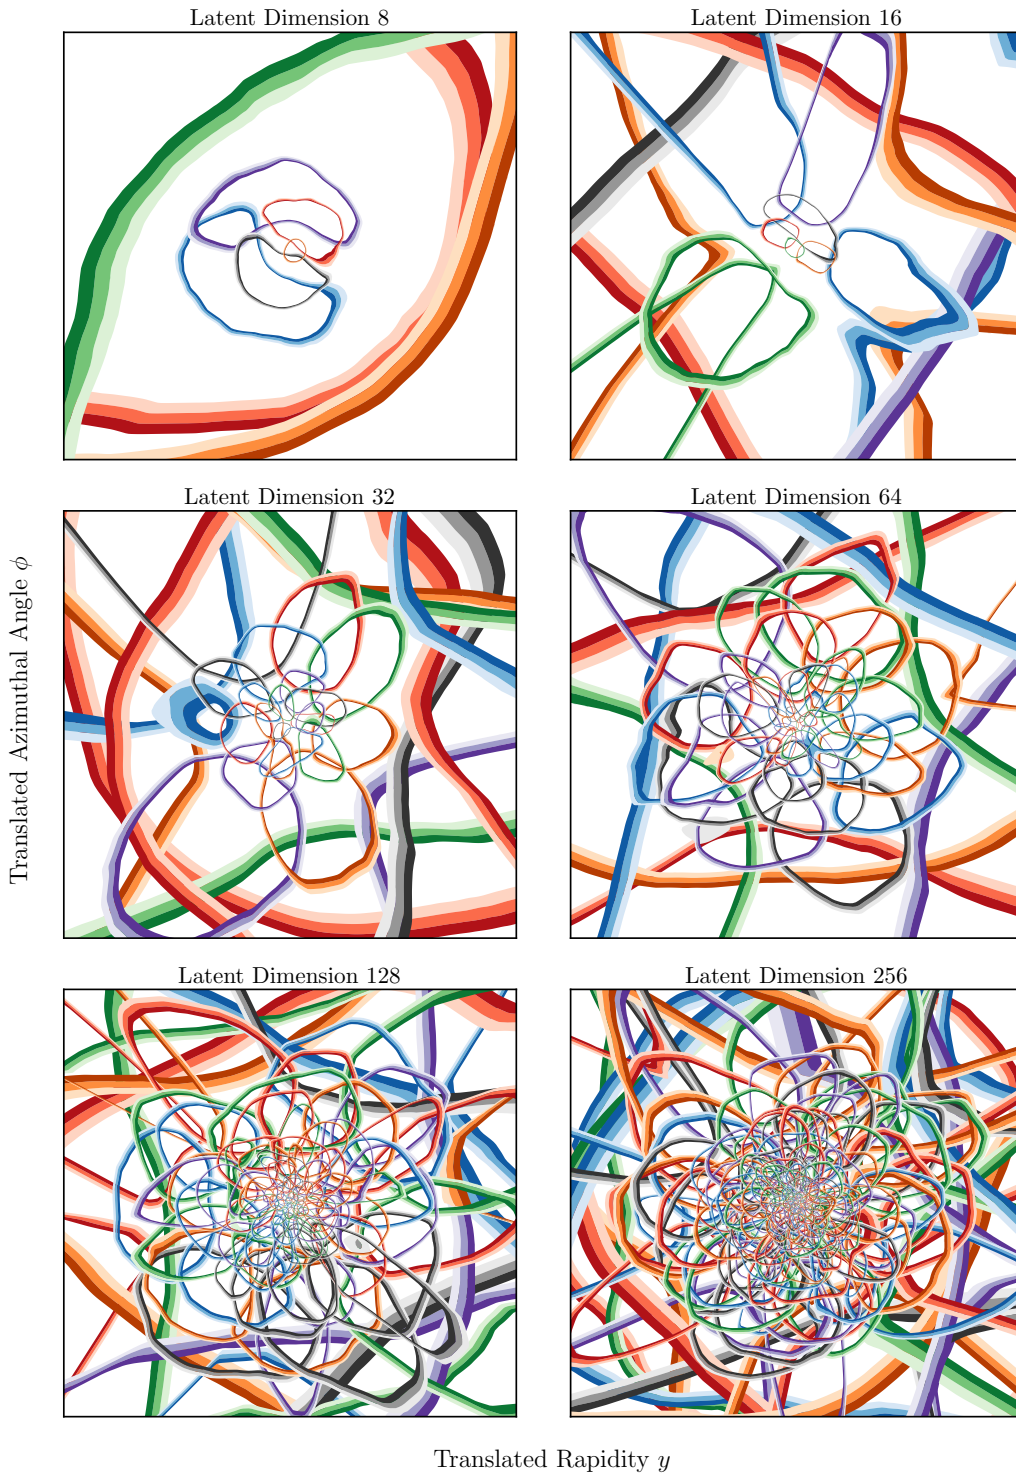 Latent Dimension 8
Latent Dimension 16
Latent Dimension 32
Latent Dimension 64
Latent Dimension 128
Latent Dimension 256
Translated Azimuthal Angle ϕ
Translated Rapidity y